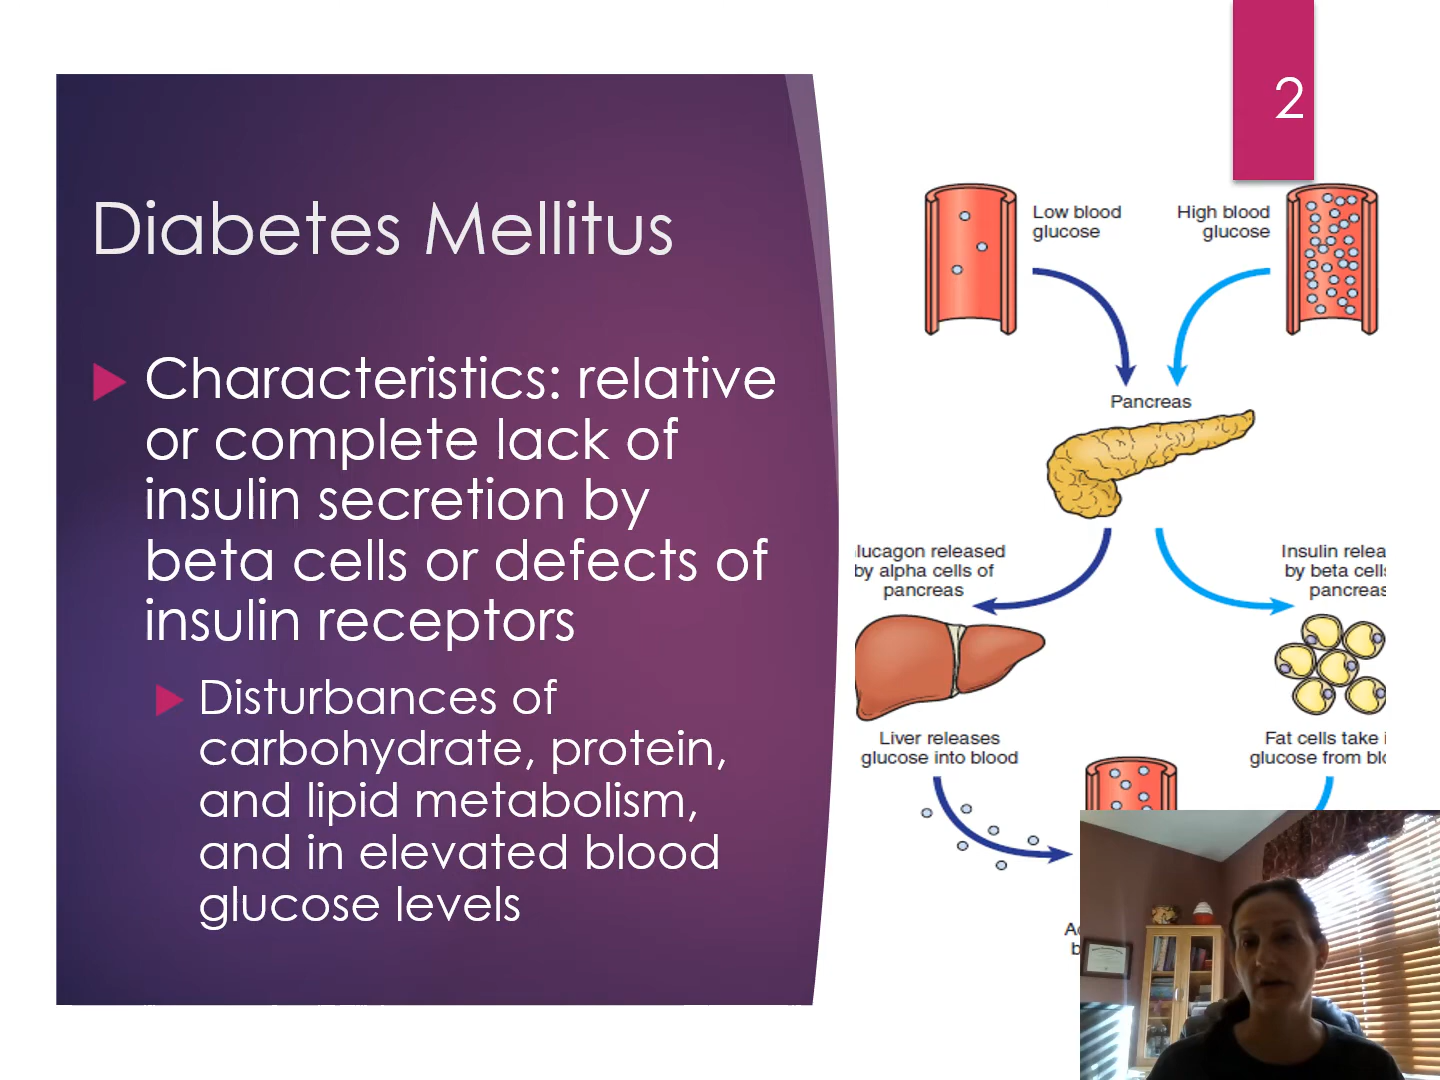 2
Diabetes Mellitus
Characteristics: relative
or complete lack of
insulin secretion by
beta cells or defects of
insulin receptors
Disturbances of
carbohydrate, protein,
and lipid metabolism,
and in elevated blood
glucose levels
Low blood
glucose
High blood
glucose
Pancreas
lucagon released
by alpha cells of
pancreas
Insulin relea
by beta cells
pancreas
Liver releases
glucose into blood
Fat cells take i
glucose from blo